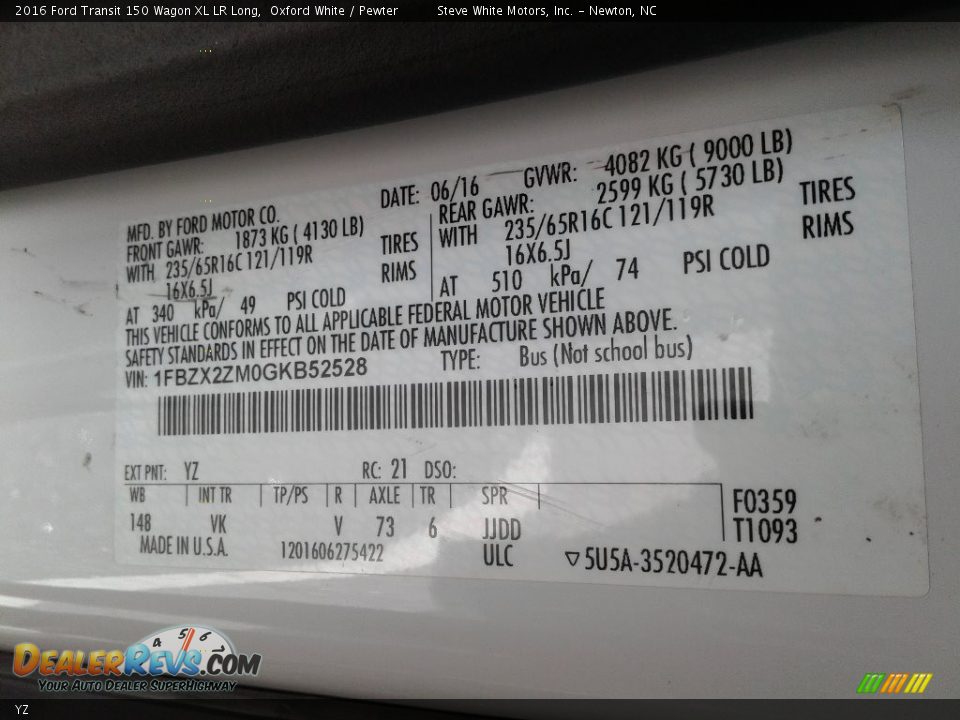 2016 Ford Transit 150 Wagon XL LR Long, Oxford White / Pewter Steve White Motors, Inc. - Newton, NC
MFD. BY FORD MOTOR CO. DATE: 06/16 GVWR: 4082 KG ( 9000 LB)
FRONT GAWR: 1873 KG ( 4130 LB) REAR GAWR: 2599 KG ( 5730 LB)
WITH 235/65R16C 121/119R TIRES WITH 235/65R16C 121/119R TIRES
16X6.5J RIMS 16X6.5J RIMS
AT 340 kPa/ 49 PSI COLD AT 510 kPa/ 74 PSI COLD
THIS VEHICLE CONFORMS TO ALL APPLICABLE FEDERAL MOTOR VEHICLE
SAFETY STANDARDS IN EFFECT ON THE DATE OF MANUFACTURE SHOWN ABOVE.
VIN: 1FBZX2ZM0GKB52528 TYPE: Bus (Not school bus)
EXT PNT: YZ RC: 21 DSO:
WB INT TR TP/PS R AXLE TR SPR F0359
148 VK V 73 6 JJDD T1093
MADE IN U.S.A. 1201606275422 ULC ▽5U5A-3520472-AA
4 5 6
DEALERREVS.COM
Your Auto Dealer SuperHighway
YZ